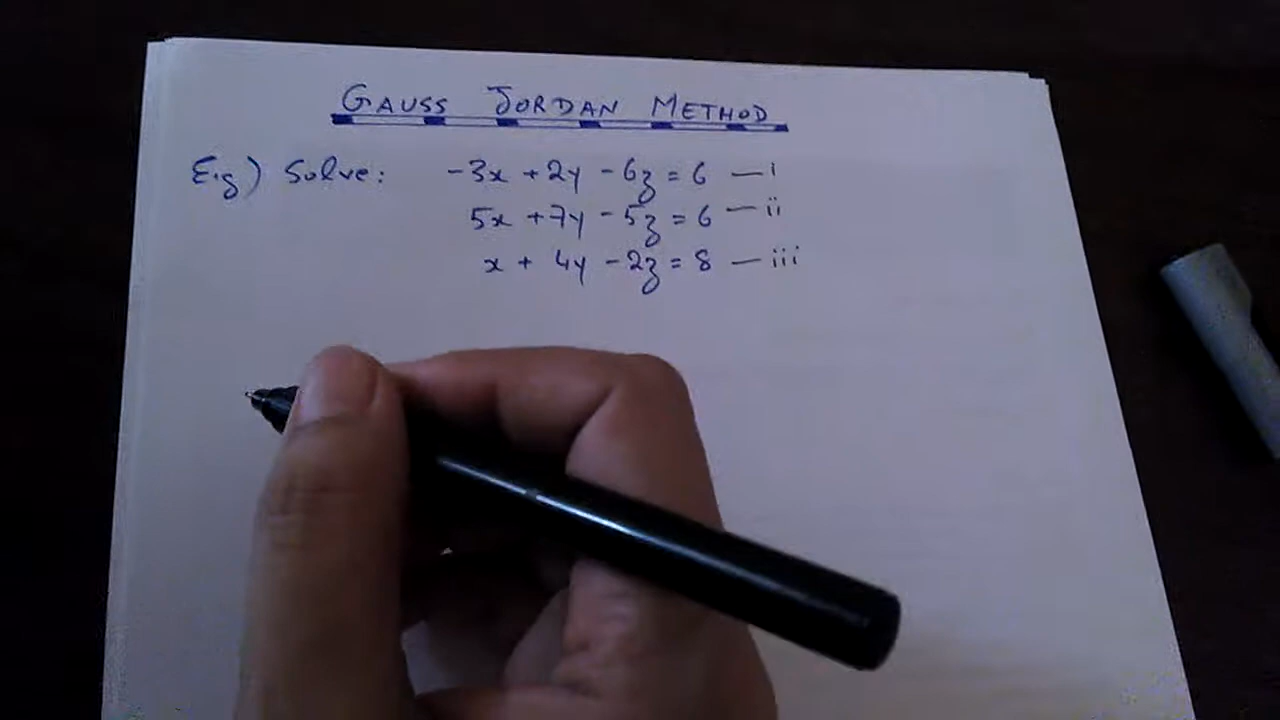 GAUSS JORDAN METHOD
E.g) Solve: -3x + 2y - 6z = 6 — i
5x + 7y - 5z = 6 — ii
x + 4y - 2z = 8 — iii